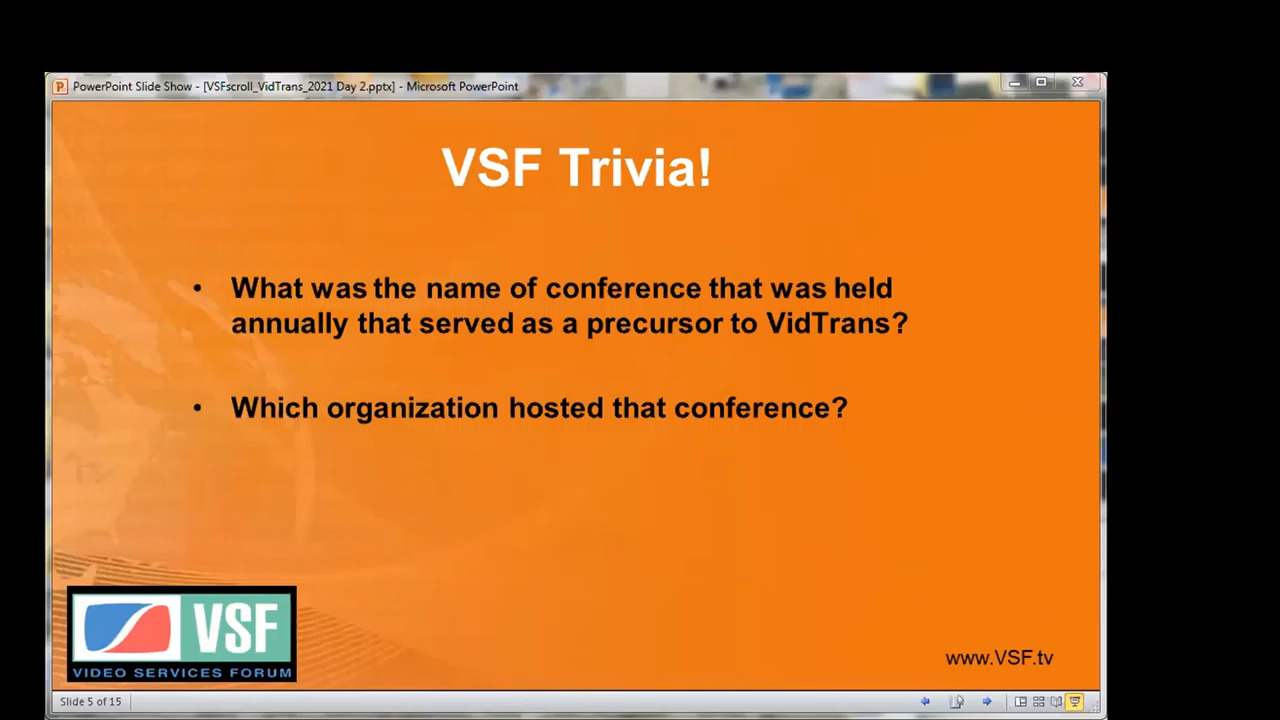 PowerPoint Slide Show - [VSFscroll_VidTrans_2021 Day 2.pptx] - Microsoft PowerPoint
VSF Trivia!
• What was the name of conference that was held
annually that served as a precursor to VidTrans?
• Which organization hosted that conference?
VSF
VIDEO SERVICES FORUM
www.VSF.tv
Slide 5 of 15